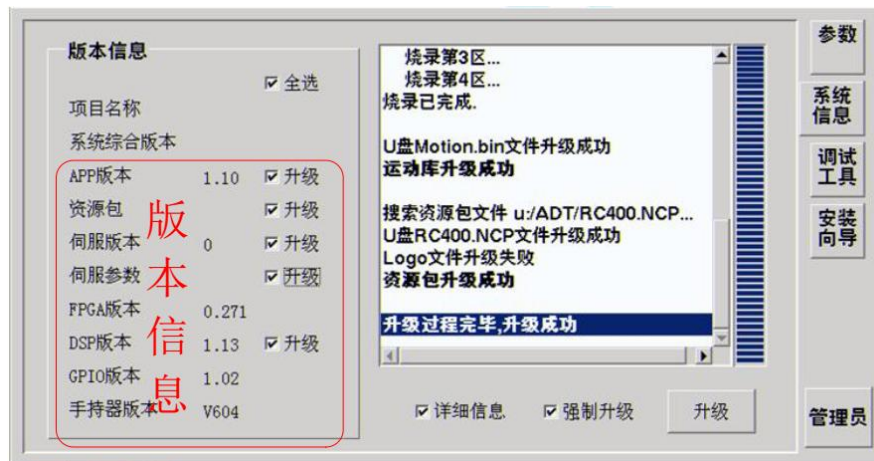 版本信息
全选
项目名称
系统综合版本
APP版本 1.10 升级
资源包 升级
伺服版本 0 升级
伺服参数 升级
FPGA版本 0.271
DSP版本 1.13 升级
GPIO版本 1.02
手持器版本 V604
版本信息
烧录第3区...
烧录第4区...
烧录已完成.
U盘Motion.bin文件升级成功
运动库升级成功
搜索资源包文件 u:/ADT/RC400.NCP...
U盘RC400.NCP文件升级成功
Logo文件升级失败
资源包升级成功
升级过程完毕,升级成功
详细信息 强制升级 升级
参数
系统
信息
调试
工具
安装
向导
管理员